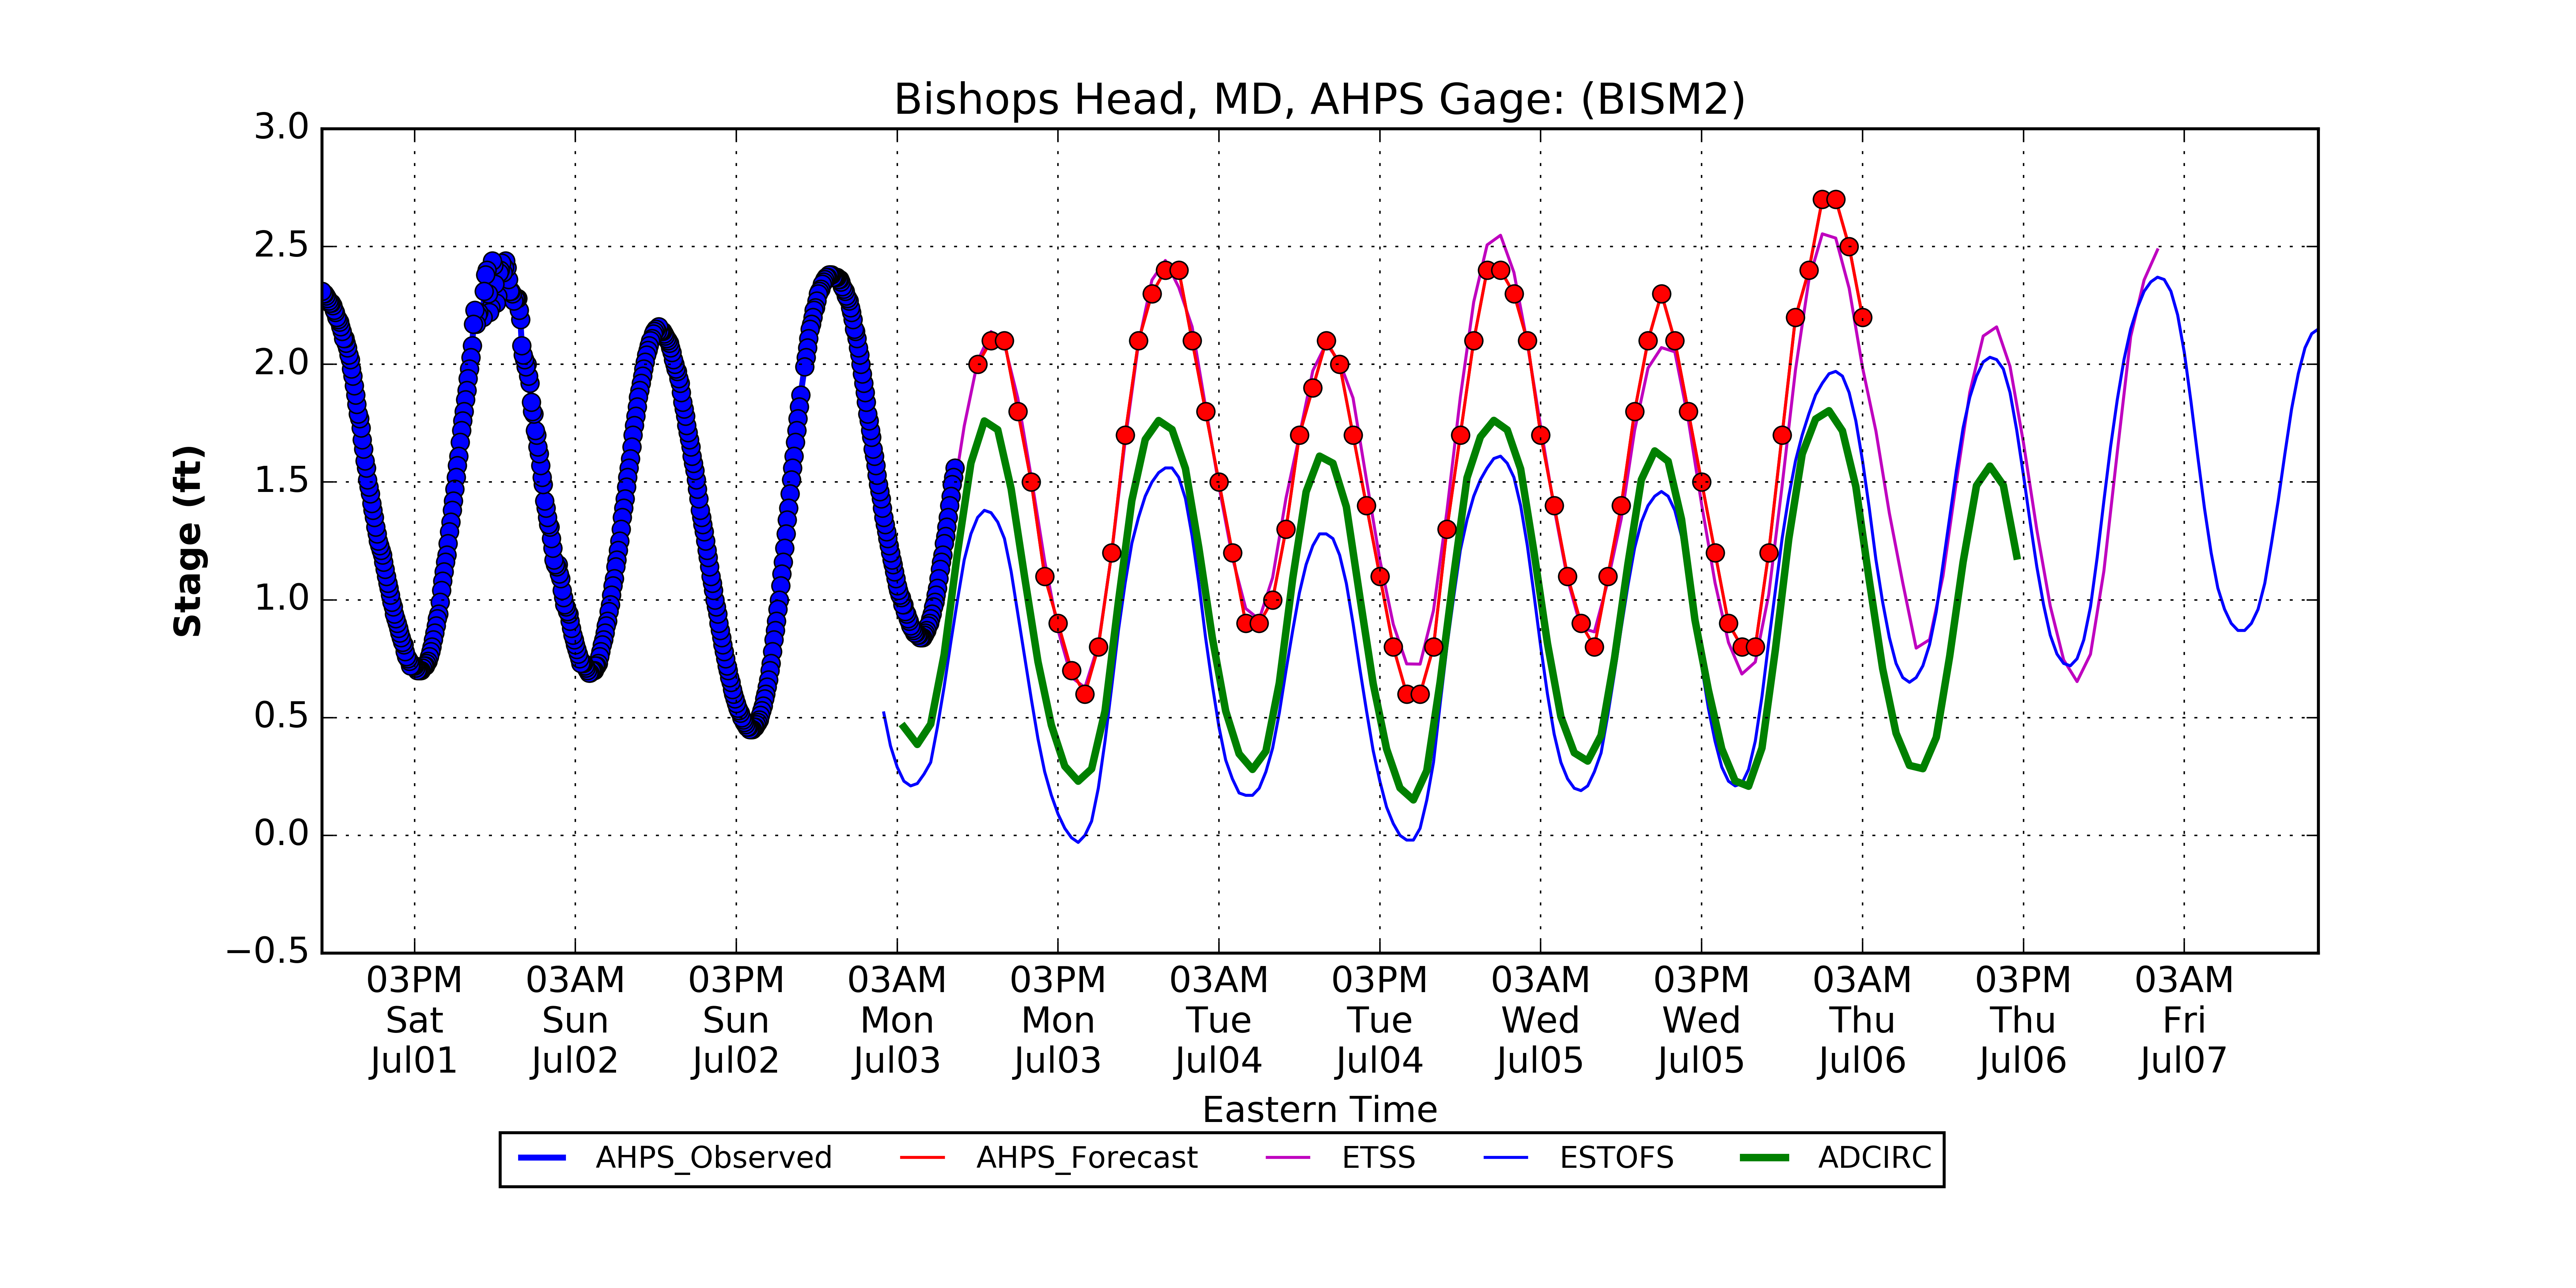 Bishops Head, MD, AHPS Gage: (BISM2)
3.0
2.5
2.0
1.5
1.0
0.5
0.0
−0.5
Stage (ft)
03PM 03AM 03PM 03AM 03PM 03AM 03PM 03AM 03PM 03AM 03PM 03AM
Sat Sun Sun Mon Mon Tue Tue Wed Wed Thu Thu Fri
Jul01 Jul02 Jul02 Jul03 Jul03 Jul04 Jul04 Jul05 Jul05 Jul06 Jul06 Jul07
Eastern Time
AHPS_Observed AHPS_Forecast ETSS ESTOFS ADCIRC